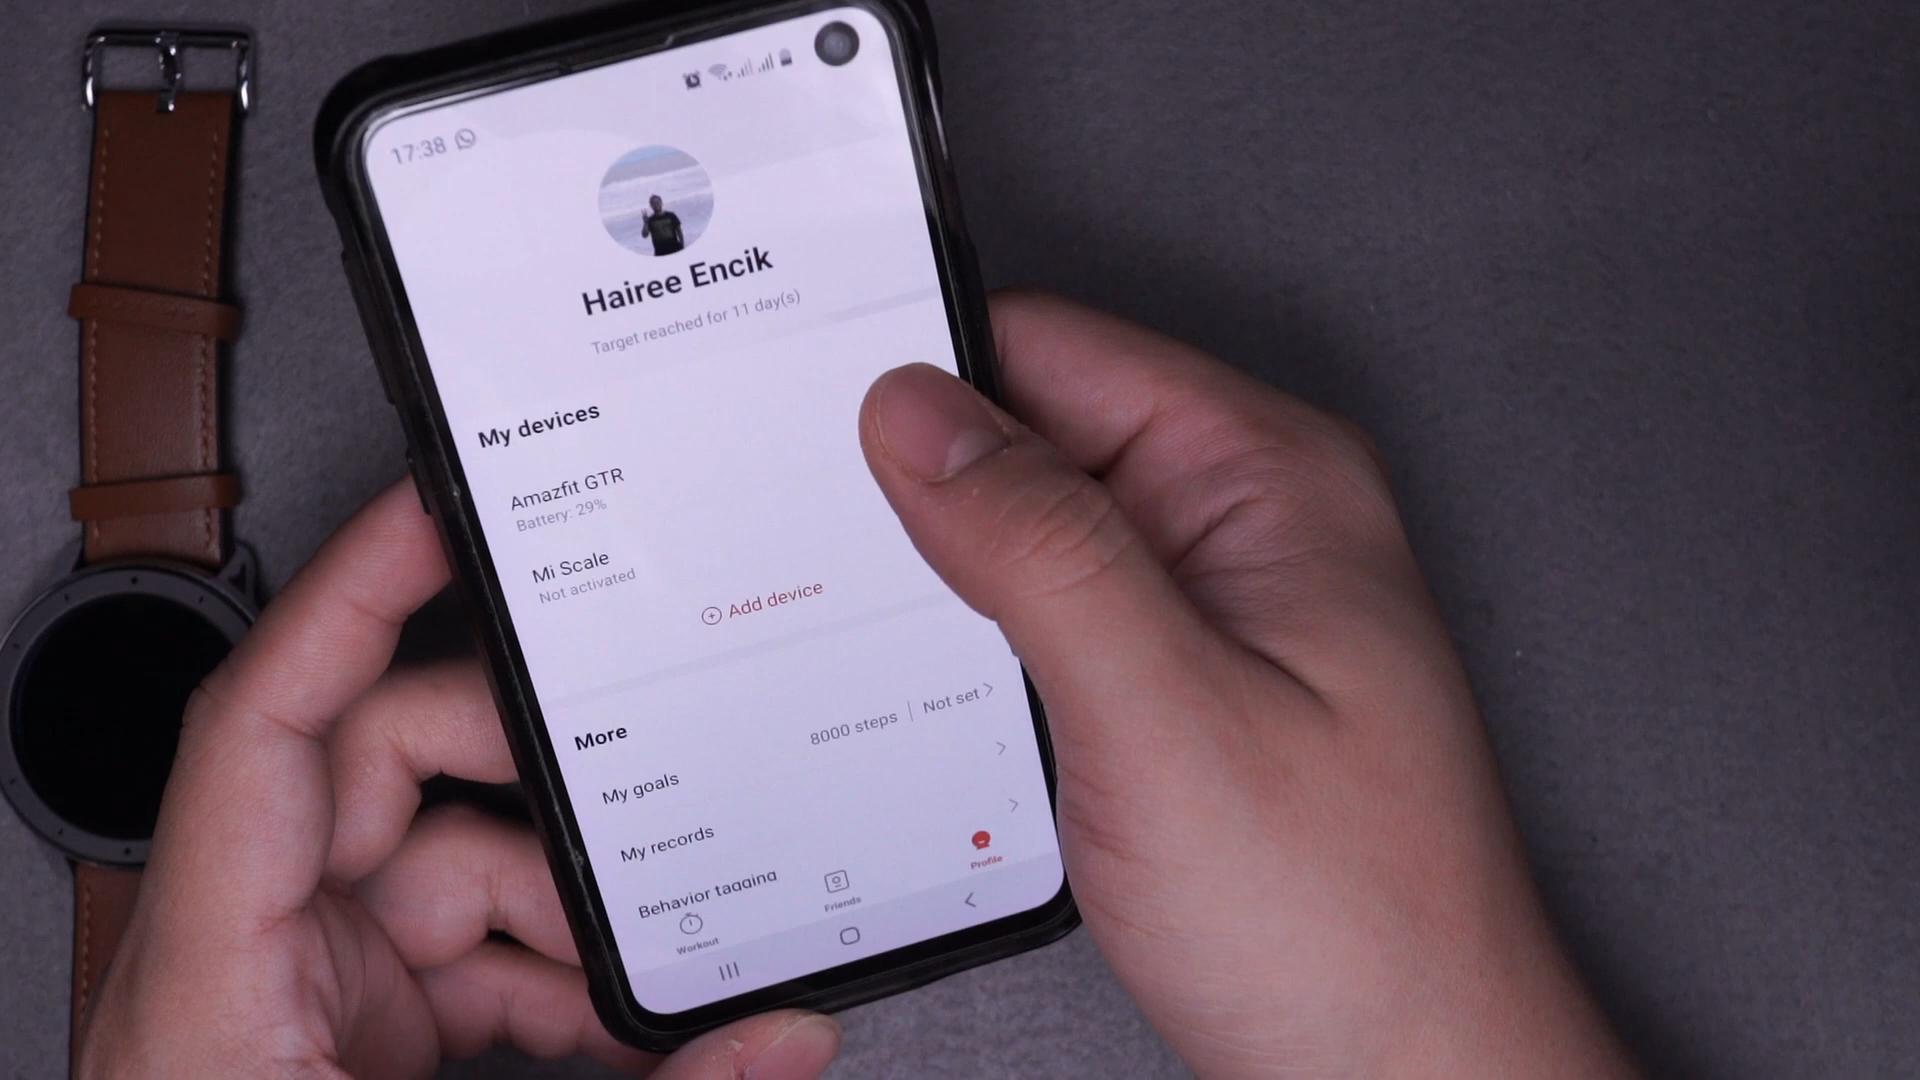 17:38
Hairee Encik
Target reached for 11 day(s)
My devices
Amazfit GTR
Battery: 29%
Mi Scale
Not activated
Add device
More
My goals
8000 steps | Not set
My records
Behavior tagging
Workout
Friends
Profile